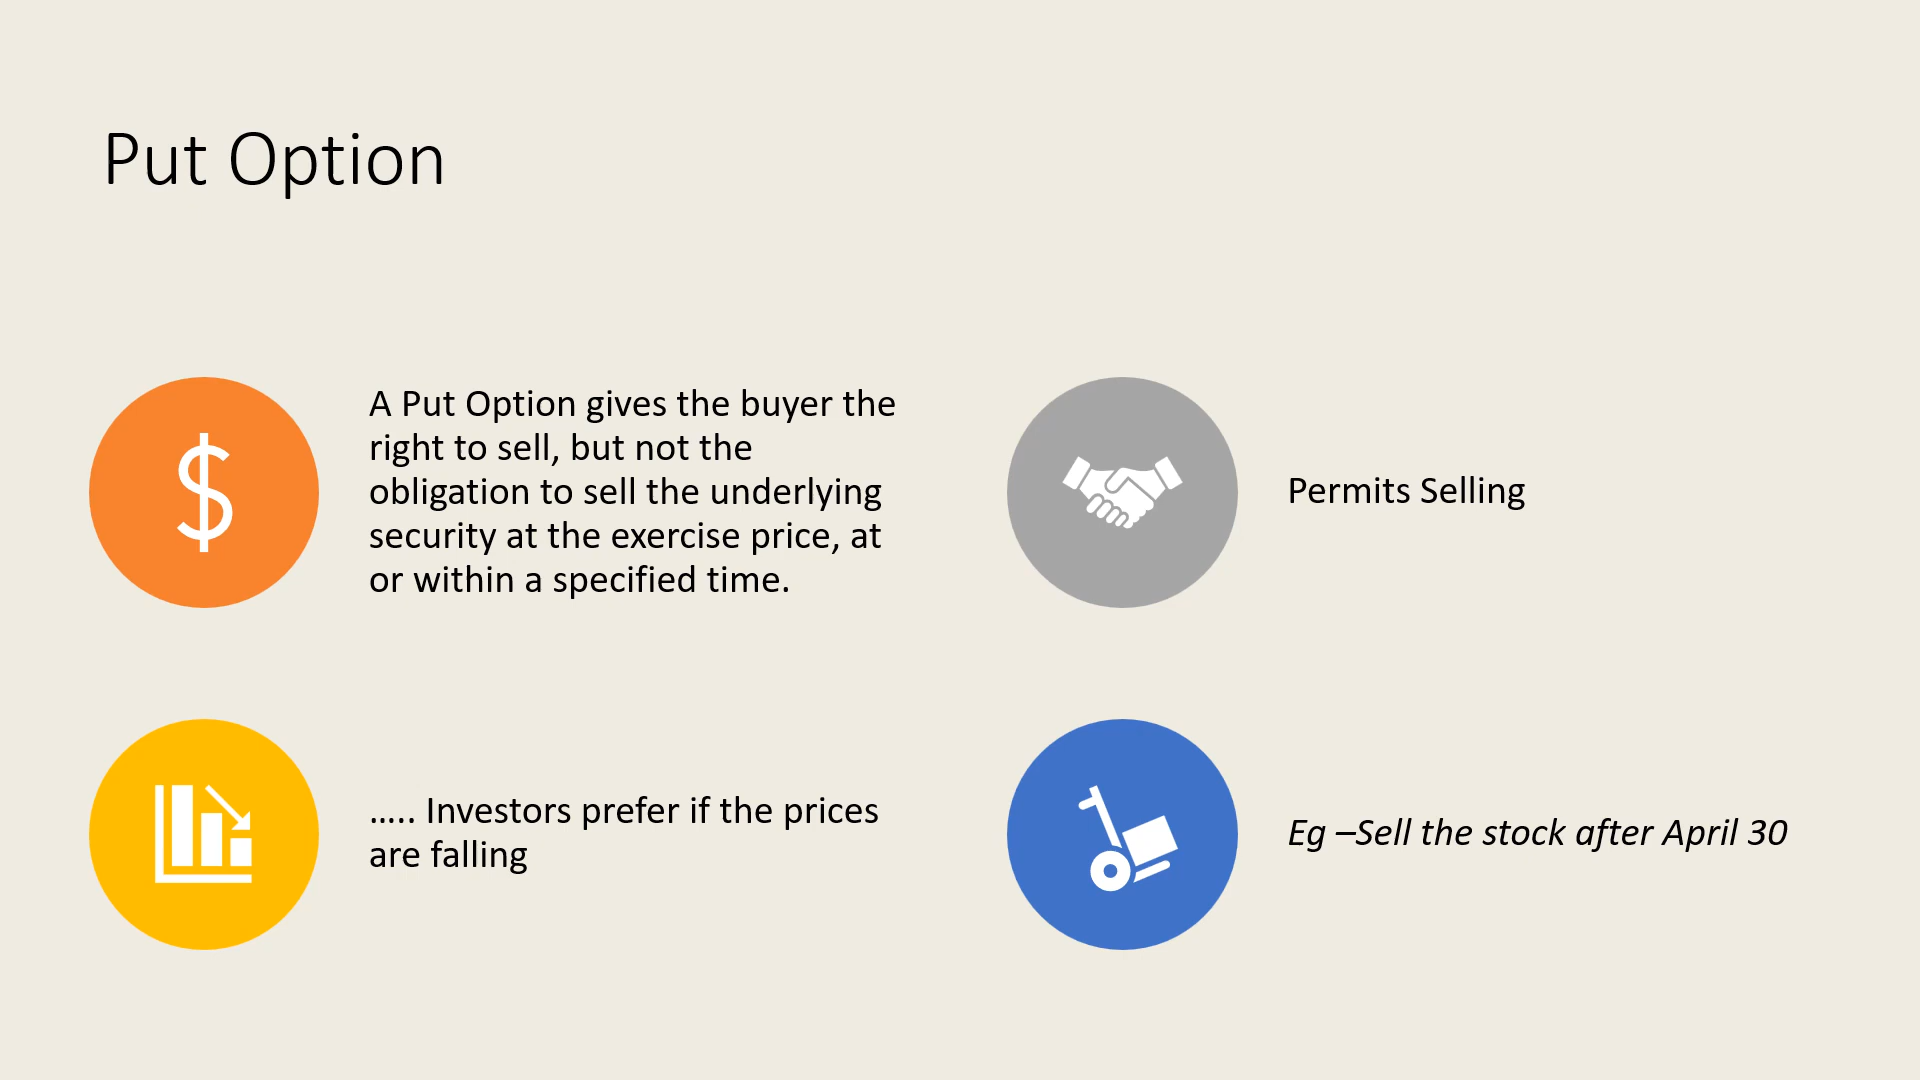 Put Option
A Put Option gives the buyer the
right to sell, but not the
obligation to sell the underlying
security at the exercise price, at
or within a specified time.
Permits Selling
….. Investors prefer if the prices
are falling
Eg –Sell the stock after April 30